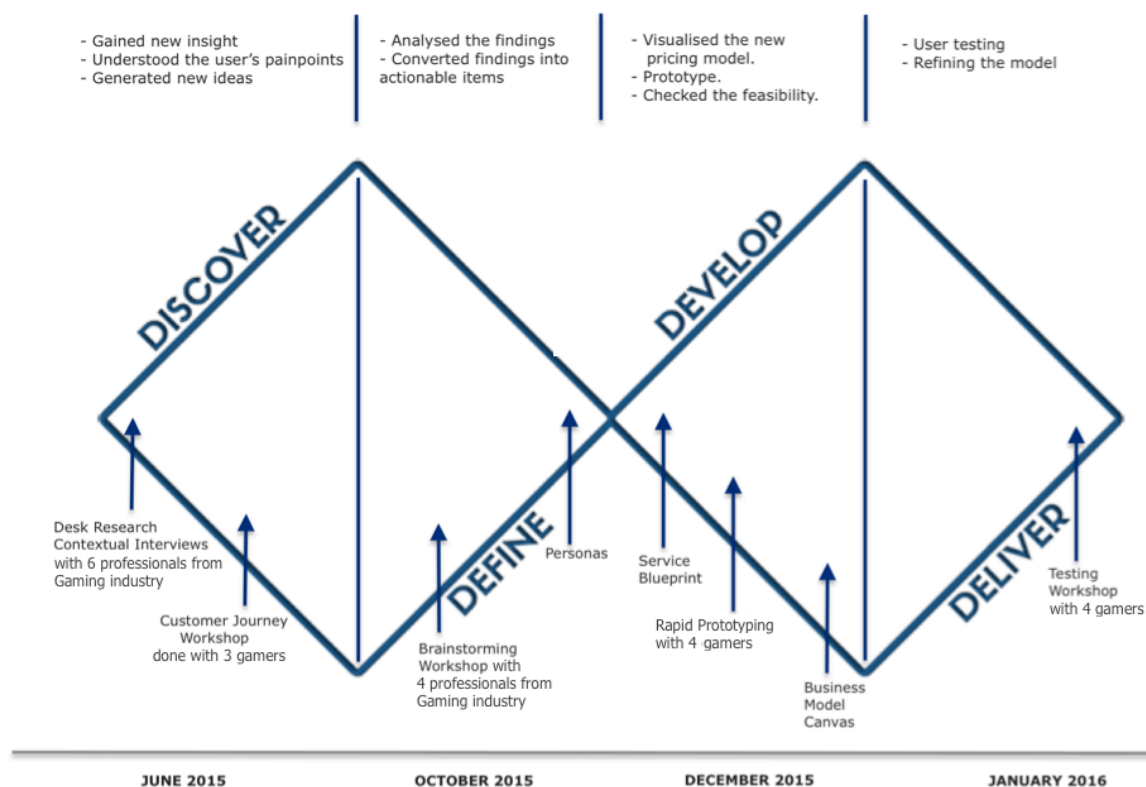 - Gained new insight
- Understood the user's painpoints
- Generated new ideas
- Analysed the findings
- Converted findings into
actionable items
- Visualised the new
pricing model.
- Prototype.
- Checked the feasibility.
- User testing
- Refining the model
DISCOVER
DEFINE
DEVELOP
DELIVER
Desk Research
Contextual Interviews
with 6 professionals from
Gaming industry
Customer Journey
Workshop
done with 3 gamers
Brainstorming
Workshop with
4 professionals from
Gaming industry
Personas
Service
Blueprint
Rapid Prototyping
with 4 gamers
Business
Model
Canvas
Testing
Workshop
with 4 gamers
JUNE 2015
OCTOBER 2015
DECEMBER 2015
JANUARY 2016